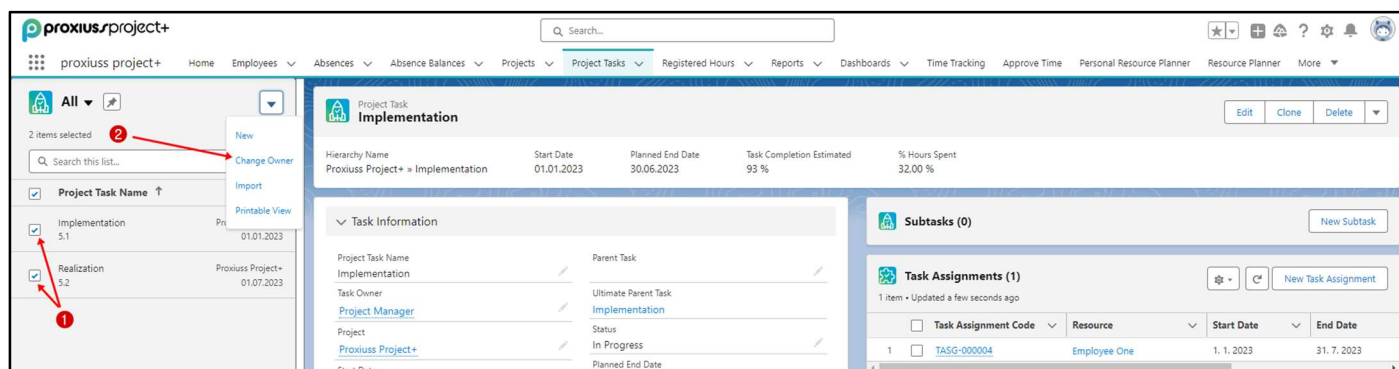 proxiuss project+
Search...
proxiuss project+ Home Employees Absences Absence Balances Projects Project Tasks Registered Hours Reports Dashboards Time Tracking Approve Time Personal Resource Planner Resource Planner More
All
2 items selected
2
Search this list...
New
Change Owner
Import
Printable View
Project Task Name
Implementation
5.1 01.01.2023
Realization Proxiuss Project+
5.2 01.07.2023
1
Project Task
Implementation
Edit Clone Delete
Hierarchy Name Start Date Planned End Date Task Completion Estimated % Hours Spent
Proxiuss Project+ » Implementation 01.01.2023 30.06.2023 93 % 32,00 %
Task Information
Project Task Name Parent Task
Implementation
Task Owner Ultimate Parent Task
Project Manager Implementation
Project Status
Proxiuss Project+ In Progress
Planned End Date
Subtasks (0) New Subtask
Task Assignments (1) New Task Assignment
1 item • Updated a few seconds ago
Task Assignment Code Resource Start Date End Date
1 TASG-000004 Employee One 1. 1. 2023 31. 7. 2023